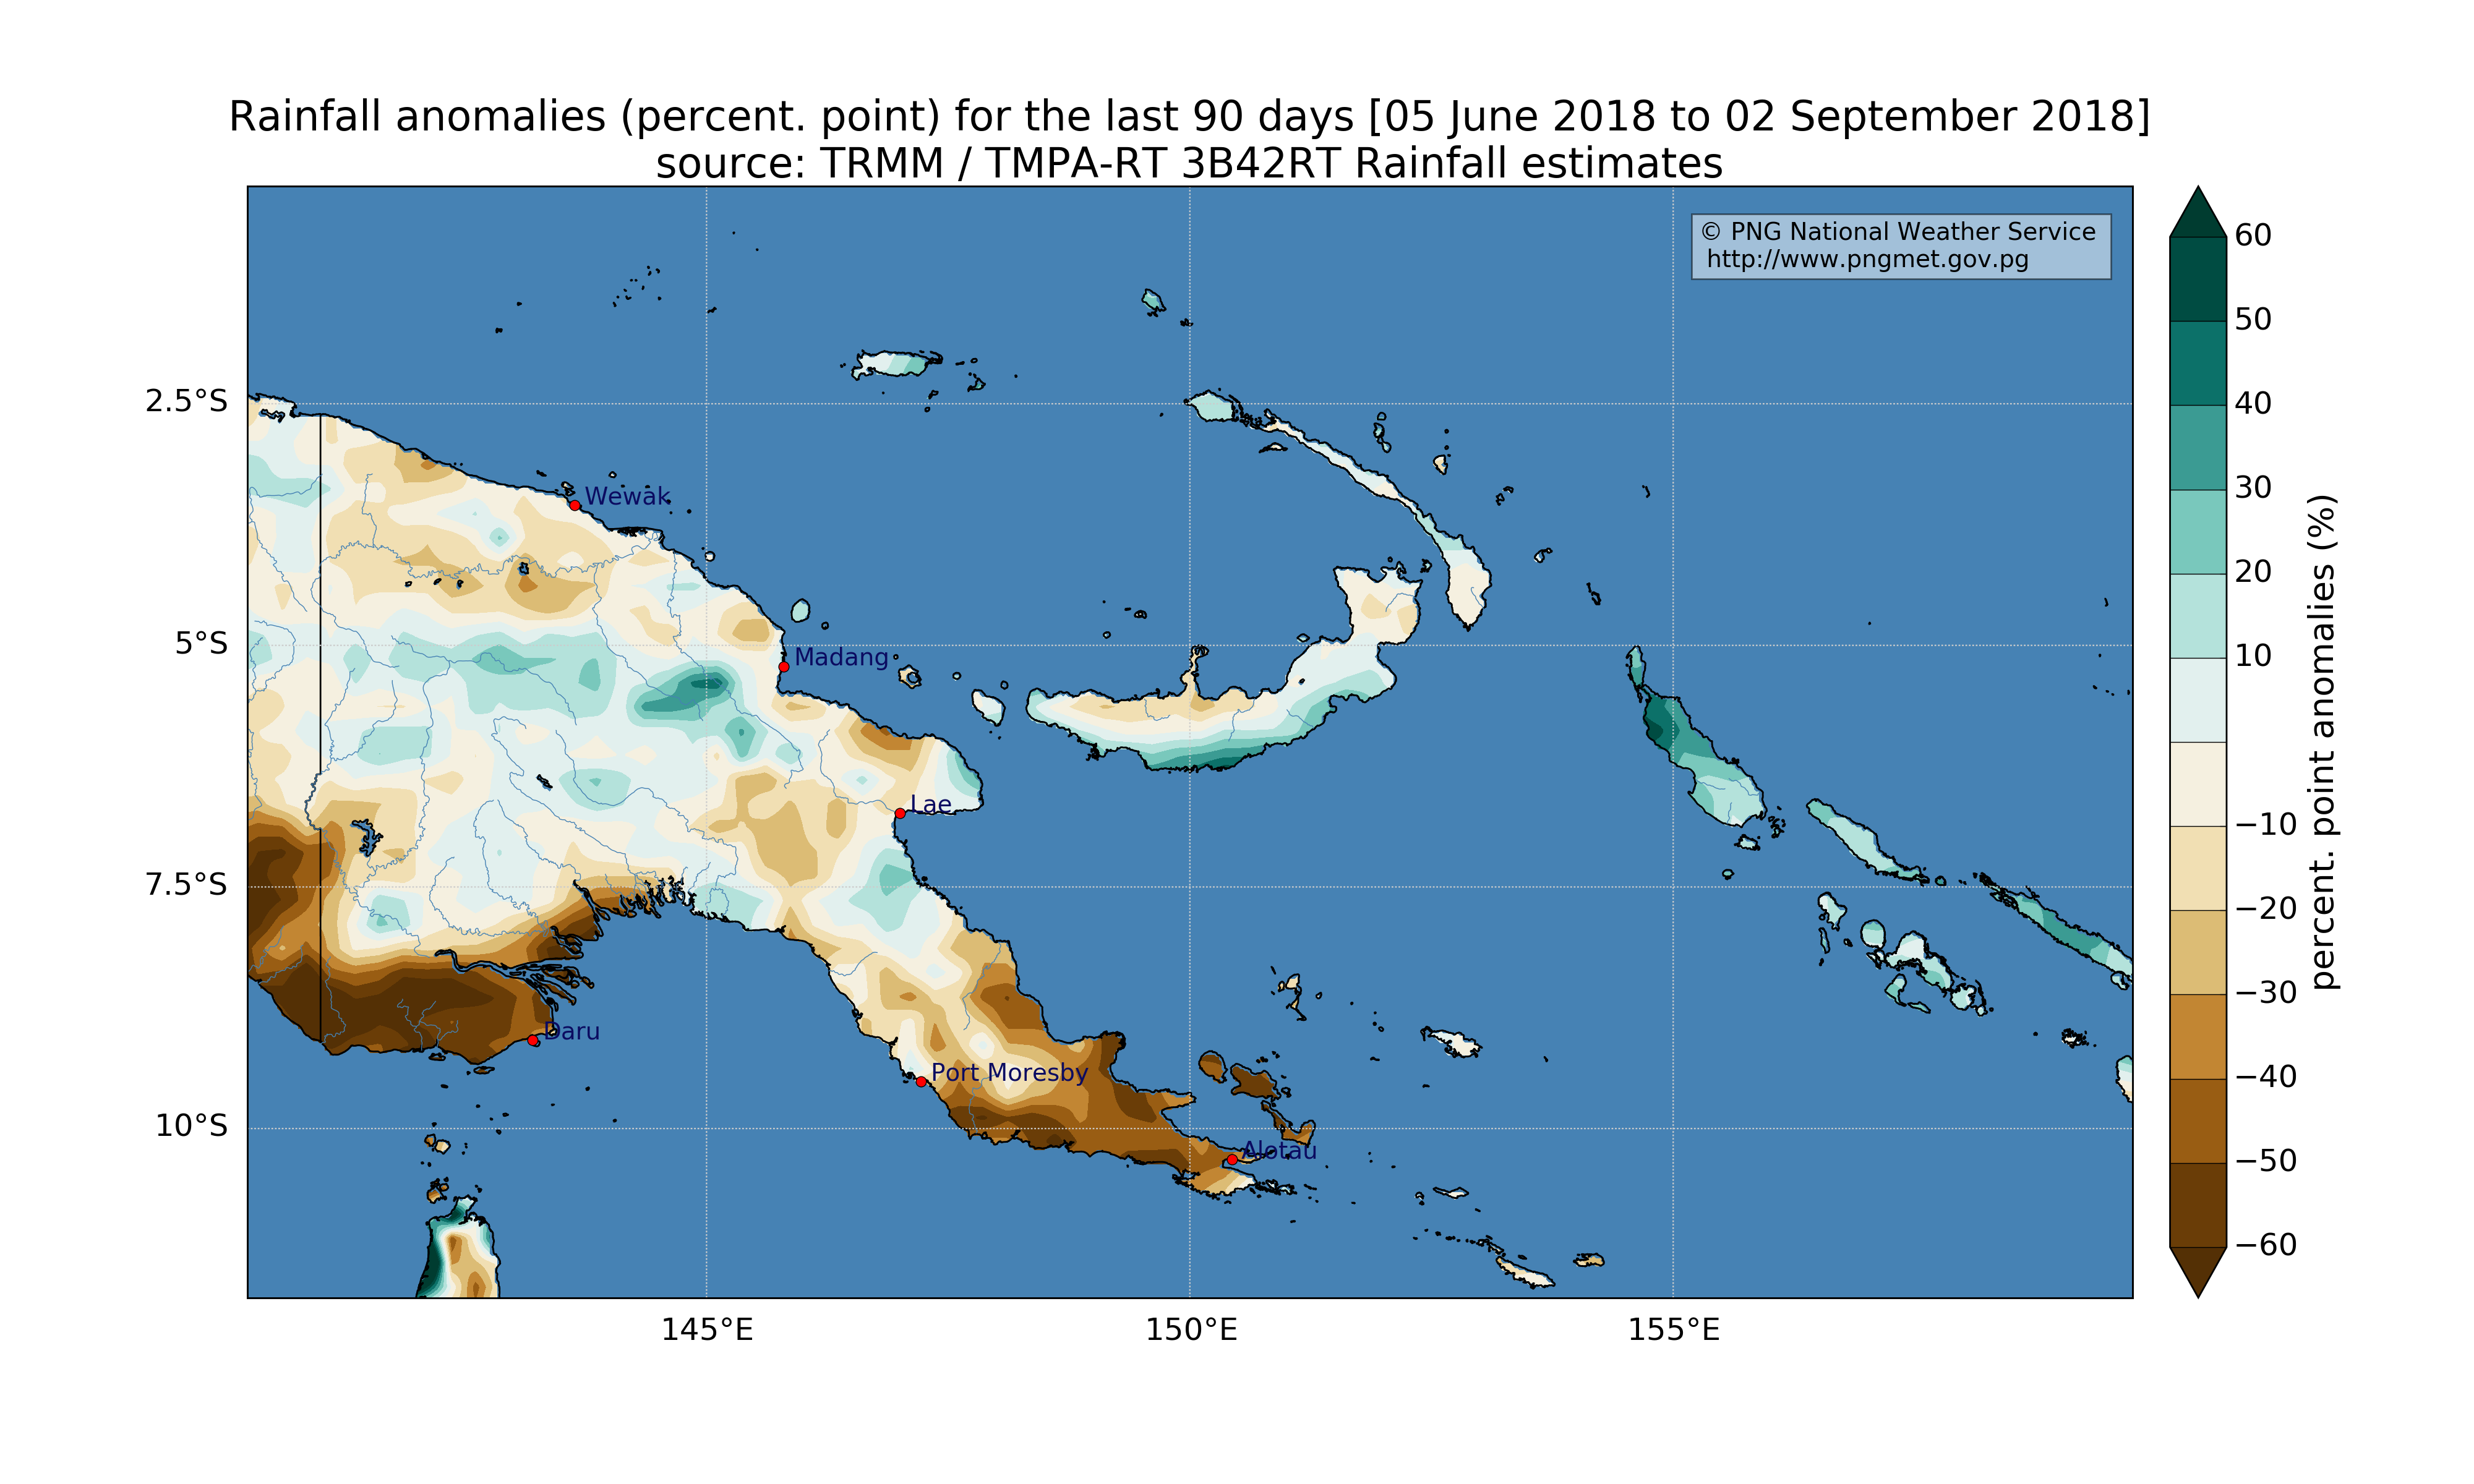 Rainfall anomalies (percent. point) for the last 90 days [05 June 2018 to 02 September 2018]
source: TRMM / TMPA-RT 3B42RT Rainfall estimates
© PNG National Weather Service
http://www.pngmet.gov.pg
2.5°S
5°S
7.5°S
10°S
Wewak
Madang
Lae
Daru
Port Moresby
Alotau
145°E
150°E
155°E
60
50
40
30
20
10
−10
−20
−30
−40
−50
−60
percent. point anomalies (%)